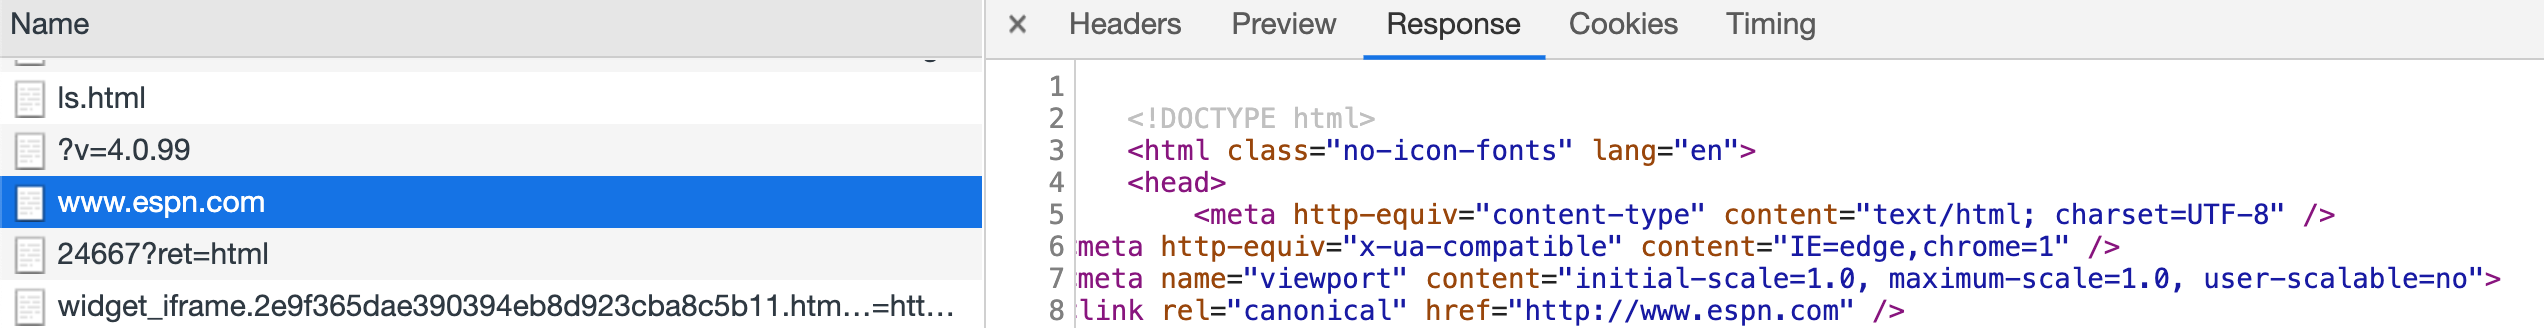 Name
ls.html
?v=4.0.99
www.espn.com
24667?ret=html
widget_iframe.2e9f365dae390394eb8d923cba8c5b11.htm…=htt…
× Headers Preview Response Cookies Timing
1
2 <!DOCTYPE html>
3 <html class="no-icon-fonts" lang="en">
4 <head>
5 <meta http-equiv="content-type" content="text/html; charset=UTF-8" />
6 <meta http-equiv="x-ua-compatible" content="IE=edge,chrome=1" />
7 <meta name="viewport" content="initial-scale=1.0, maximum-scale=1.0, user-scalable=no">
8 <link rel="canonical" href="http://www.espn.com" />